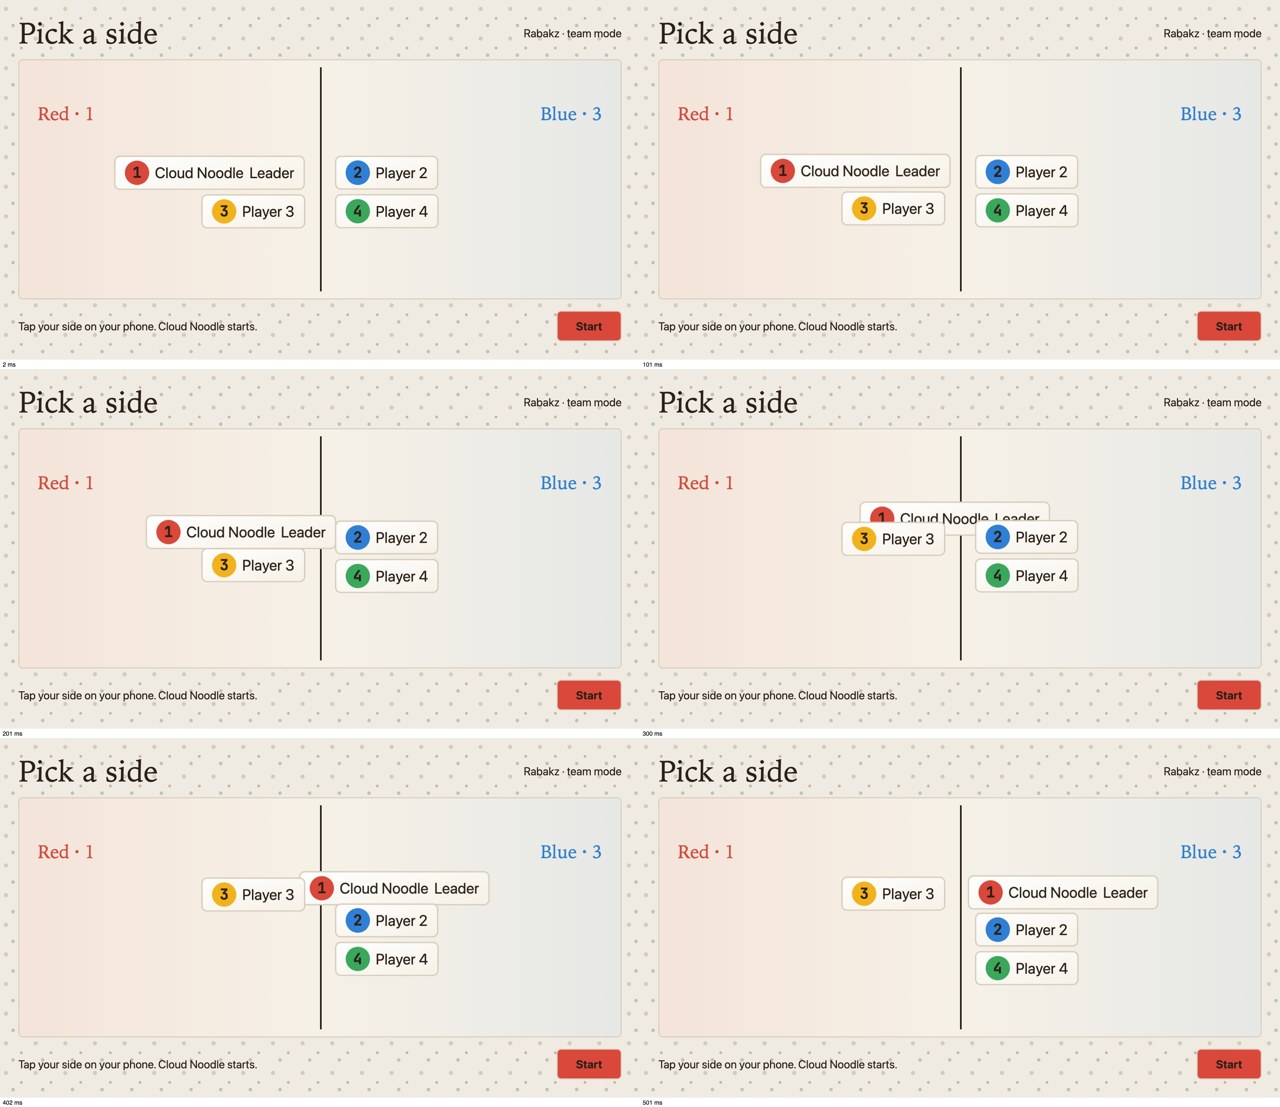 Pick a side
Rabakz · team mode
Red · 1
Blue · 3
1 Cloud Noodle Leader
2 Player 2
3 Player 3
4 Player 4
Tap your side on your phone. Cloud Noodle starts.
Start
2 ms
Pick a side
Rabakz · team mode
Red · 1
Blue · 3
1 Cloud Noodle Leader
2 Player 2
3 Player 3
4 Player 4
Tap your side on your phone. Cloud Noodle starts.
Start
101 ms
Pick a side
Rabakz · team mode
Red · 1
Blue · 3
1 Cloud Noodle Leader
2 Player 2
3 Player 3
4 Player 4
Tap your side on your phone. Cloud Noodle starts.
Start
201 ms
Pick a side
Rabakz · team mode
Red · 1
Blue · 3
1 Cloud Noodle Leader
3 Player 3
2 Player 2
4 Player 4
Tap your side on your phone. Cloud Noodle starts.
Start
300 ms
Pick a side
Rabakz · team mode
Red · 1
Blue · 3
3 Player 3
1 Cloud Noodle Leader
2 Player 2
4 Player 4
Tap your side on your phone. Cloud Noodle starts.
Start
402 ms
Pick a side
Rabakz · team mode
Red · 1
Blue · 3
3 Player 3
1 Cloud Noodle Leader
2 Player 2
4 Player 4
Tap your side on your phone. Cloud Noodle starts.
Start
501 ms